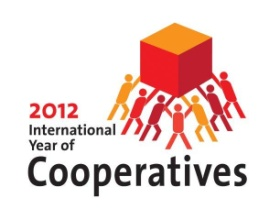 2012
International
Year of
Cooperatives